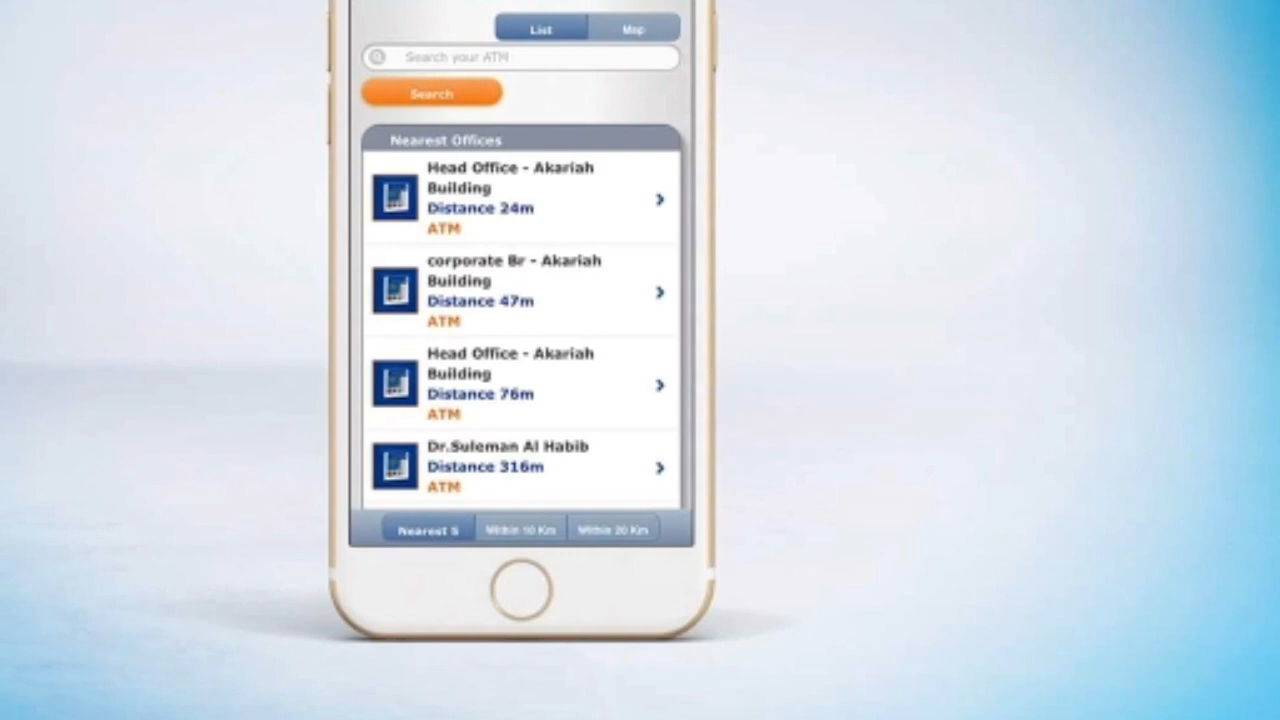 List
Map
Search your ATM
Search
Nearest Offices
Head Office - Akariah
Building
Distance 24m
ATM
corporate Br - Akariah
Building
Distance 47m
ATM
Head Office - Akariah
Building
Distance 76m
ATM
Dr.Suleman Al Habib
Distance 316m
ATM
Nearest 5
Within 10 Km
Within 20 Km